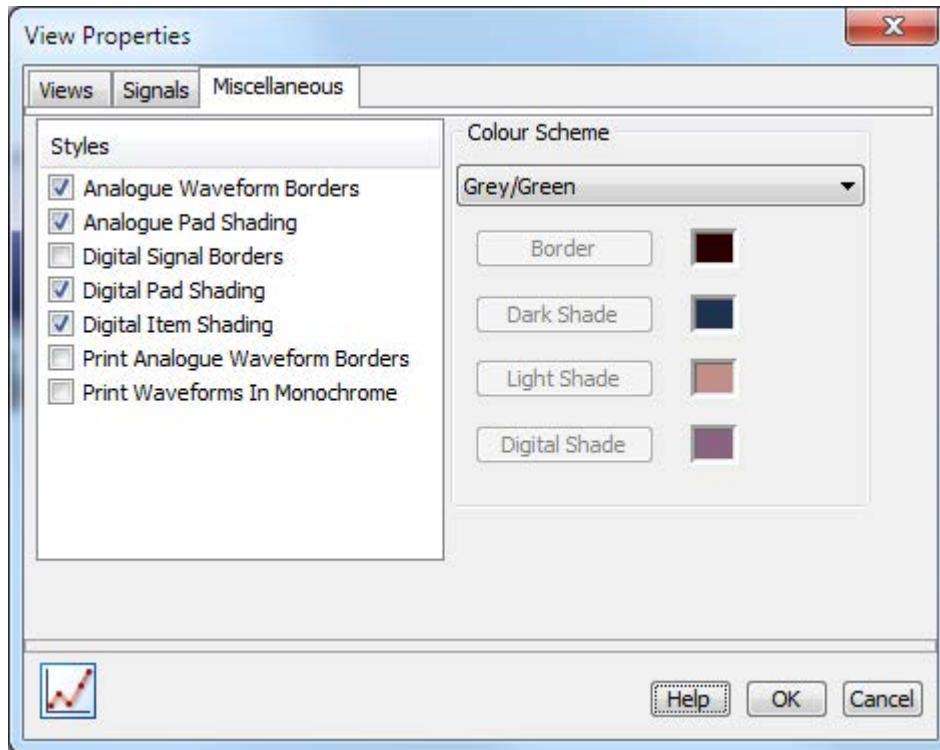 View Properties
Views Signals Miscellaneous
Styles
Analogue Waveform Borders
Analogue Pad Shading
Digital Signal Borders
Digital Pad Shading
Digital Item Shading
Print Analogue Waveform Borders
Print Waveforms In Monochrome
Colour Scheme
Grey/Green
Border
Dark Shade
Light Shade
Digital Shade
Help OK Cancel